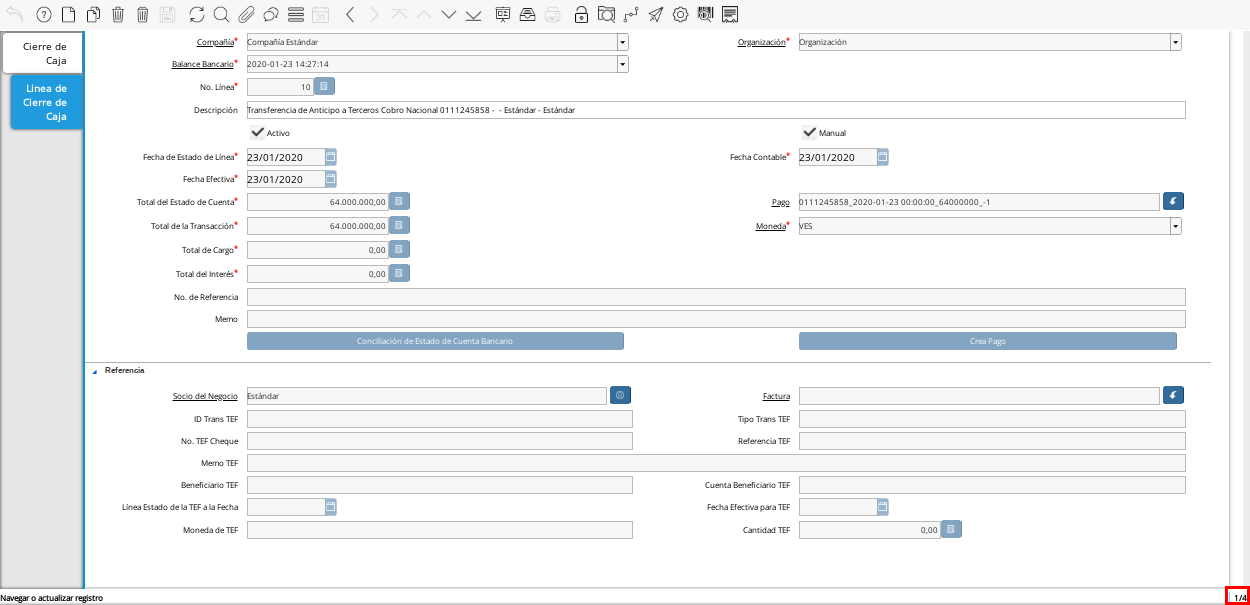 31
Cierre de
Caja
Linea de
Cierre de
Caja
Compañía* Compañía Estándar Organización* Organización
Balance Bancario* 2020-01-23 14:27:14
No. Línea* 10
Descripción Transferencia de Anticipo a Terceros Cobro Nacional 0111245858 - - Estándar - Estándar
Activo Manual
Fecha de Estado de Línea* 23/01/2020 Fecha Contable* 23/01/2020
Fecha Efectiva* 23/01/2020
Total del Estado de Cuenta* 64.000.000,00 Pago 0111245858_2020-01-23 00:00:00_64000000_-1
Total de la Transacción* 64.000.000,00 Moneda* VES
Total de Cargo* 0,00
Total del Interés* 0,00
No. de Referencia
Memo
Conciliación de Estado de Cuenta Bancario Crea Pago
Referencia
Socio del Negocio Estándar Factura
ID Trans TEF Tipo Trans TEF
No. TEF Cheque Referencia TEF
Memo TEF
Beneficiario TEF Cuenta Beneficiario TEF
Línea Estado de la TEF a la Fecha Fecha Efectiva para TEF
Moneda de TEF Cantidad TEF 0,00
Navegar o actualizar registro 1/4